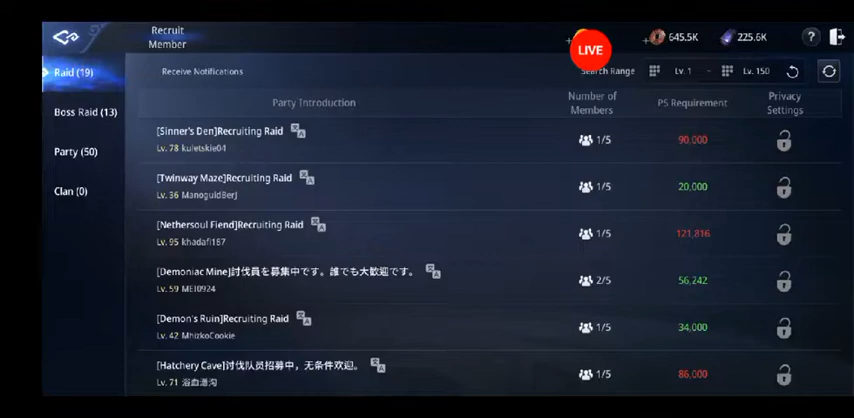 Recruit
Member
LIVE
645.5K
225.6K
?
Raid (19)
Receive Notifications
Search Range
Lv. 1
-
Lv. 150
Party Introduction
Number of
Members
PS Requirement
Privacy
Settings
Boss Raid (13)
Party (50)
Clan (0)
[Sinner's Den]Recruiting Raid
Lv. 78 kuletskie04
1/5
90,000
[Twinway Maze]Recruiting Raid
Lv. 36 ManoguldBerJ
1/5
20,000
[Nethersoul Fiend]Recruiting Raid
Lv. 95 khadafi187
1/5
121,816
[Demoniac Mine]討伐員を募集中です。誰でも大歓迎です。
Lv. 59 MEI0924
2/5
56,242
[Demon's Ruin]Recruiting Raid
Lv. 42 MhizkoCookie
1/5
34,000
[Hatchery Cave]讨伐队员招募中，无条件欢迎。
Lv. 71
1/5
86,000